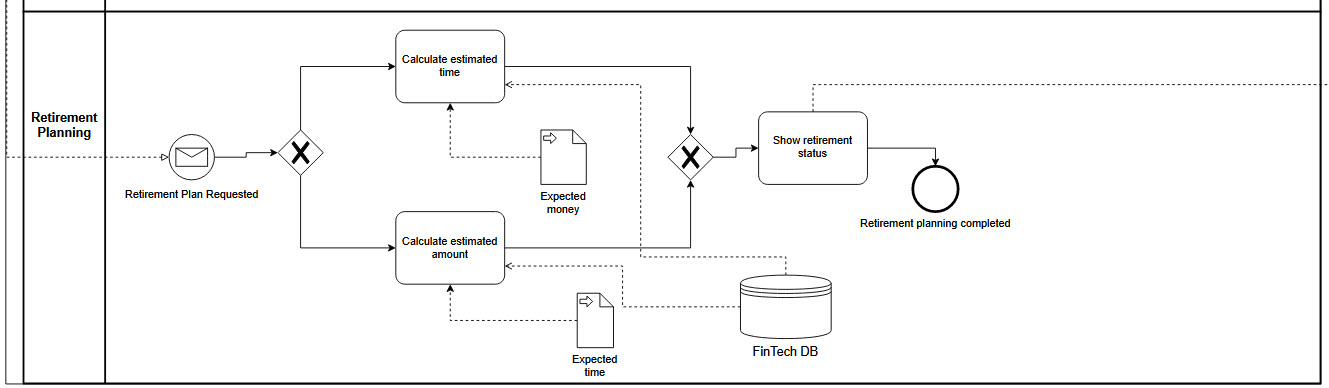 Retirement
Planning
Retirement Plan Requested
Calculate estimated
time
Expected
money
Calculate estimated
amount
Expected
time
Show retirement
status
Retirement planning completed
FinTech DB